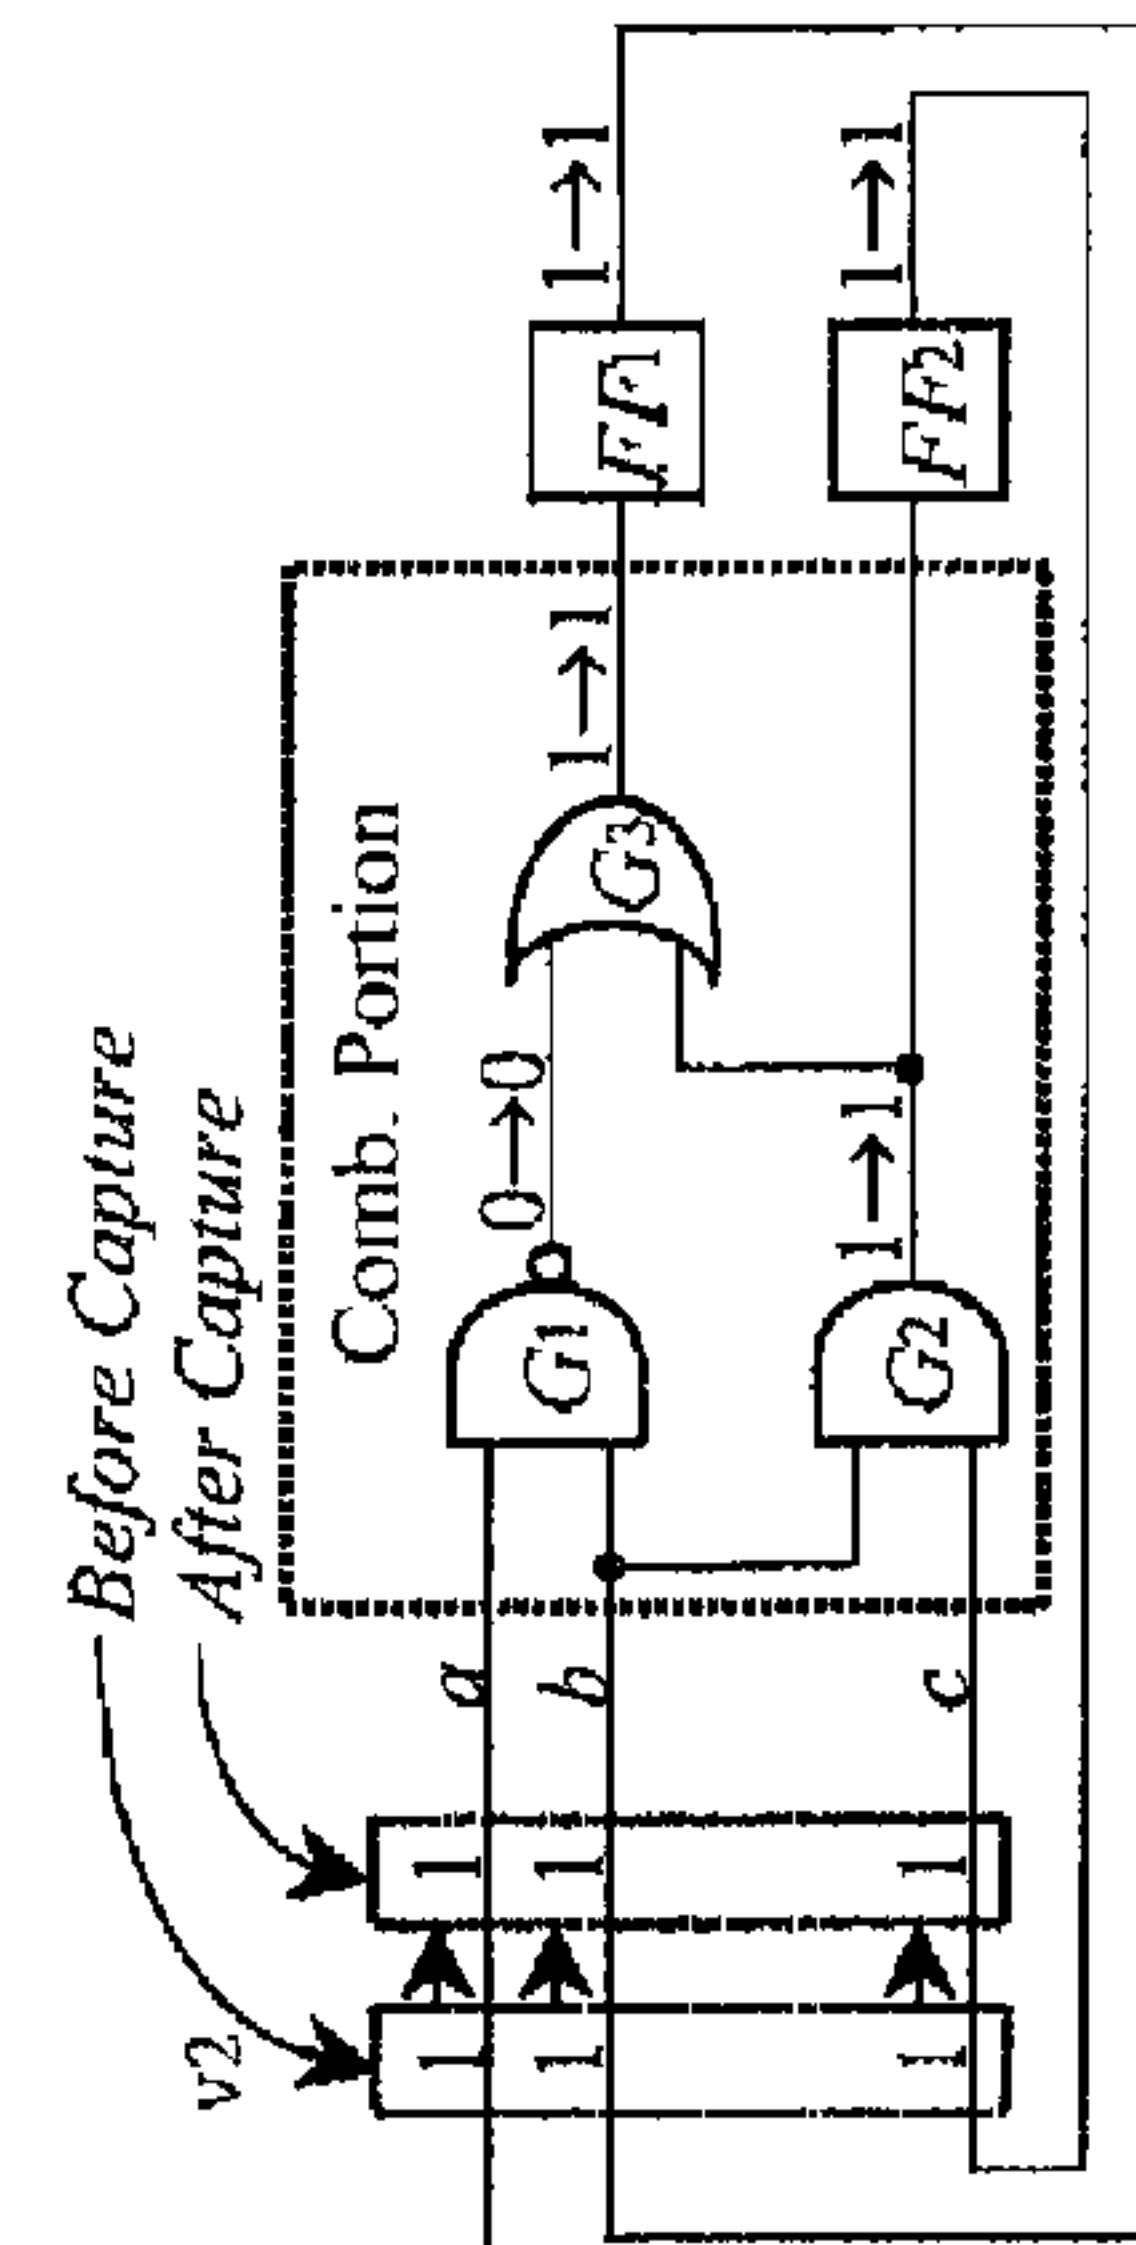 Before Capture
After Capture
v2
Comb. Portion
1 1
1 1
1 1
a
b
c
G1
G2
G3
0→0
1→1
1→1
FF1
FF2
1→1
1→1